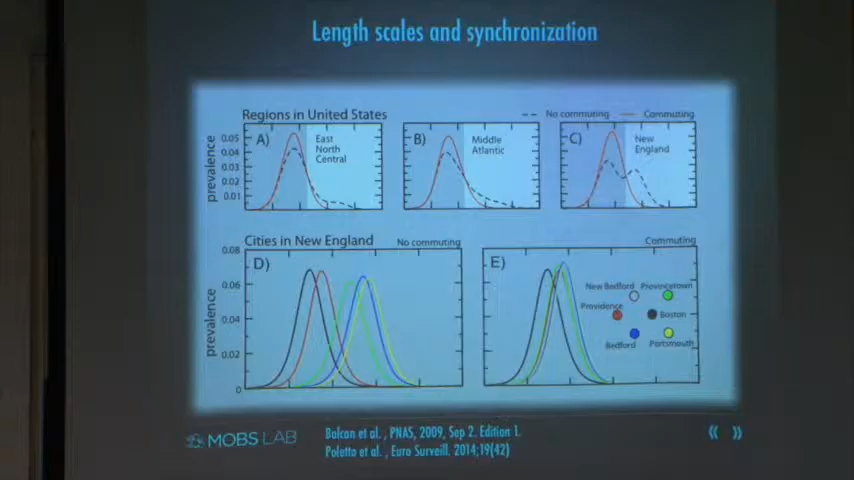 Length scales and synchronization
Regions in United States
No commuting
Commuting
prevalence
0.05
0.04
0.03
0.02
0.01
A)
East
North
Central
B)
Middle
Atlantic
C)
New
England
Cities in New England
No commuting
Commuting
prevalence
0.08
0.06
0.04
0.02
0
D)
E)
New Bedford
Provincetown
Providence
Boston
Bedford
Portsmouth
MOBS LAB
Balcan et al., PNAS, 2009, Sep 2. Edition 1.
Poletto et al., Euro Surveill. 2014;19(42)
« »